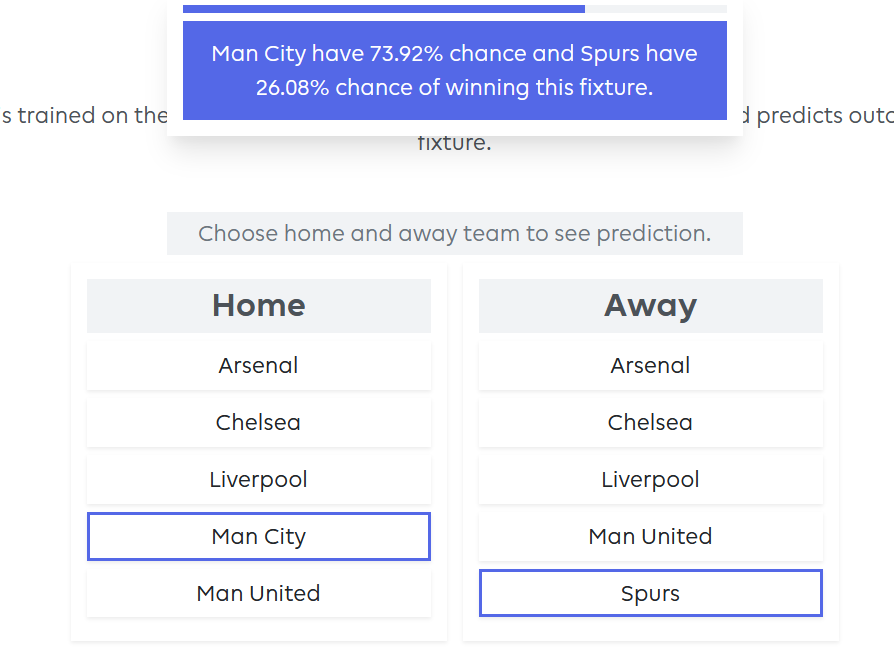 Man City have 73.92% chance and Spurs have
26.08% chance of winning this fixture.
s trained on the predicts outc
fixture.
Choose home and away team to see prediction.
Home
Arsenal
Chelsea
Liverpool
Man City
Man United
Away
Arsenal
Chelsea
Liverpool
Man United
Spurs